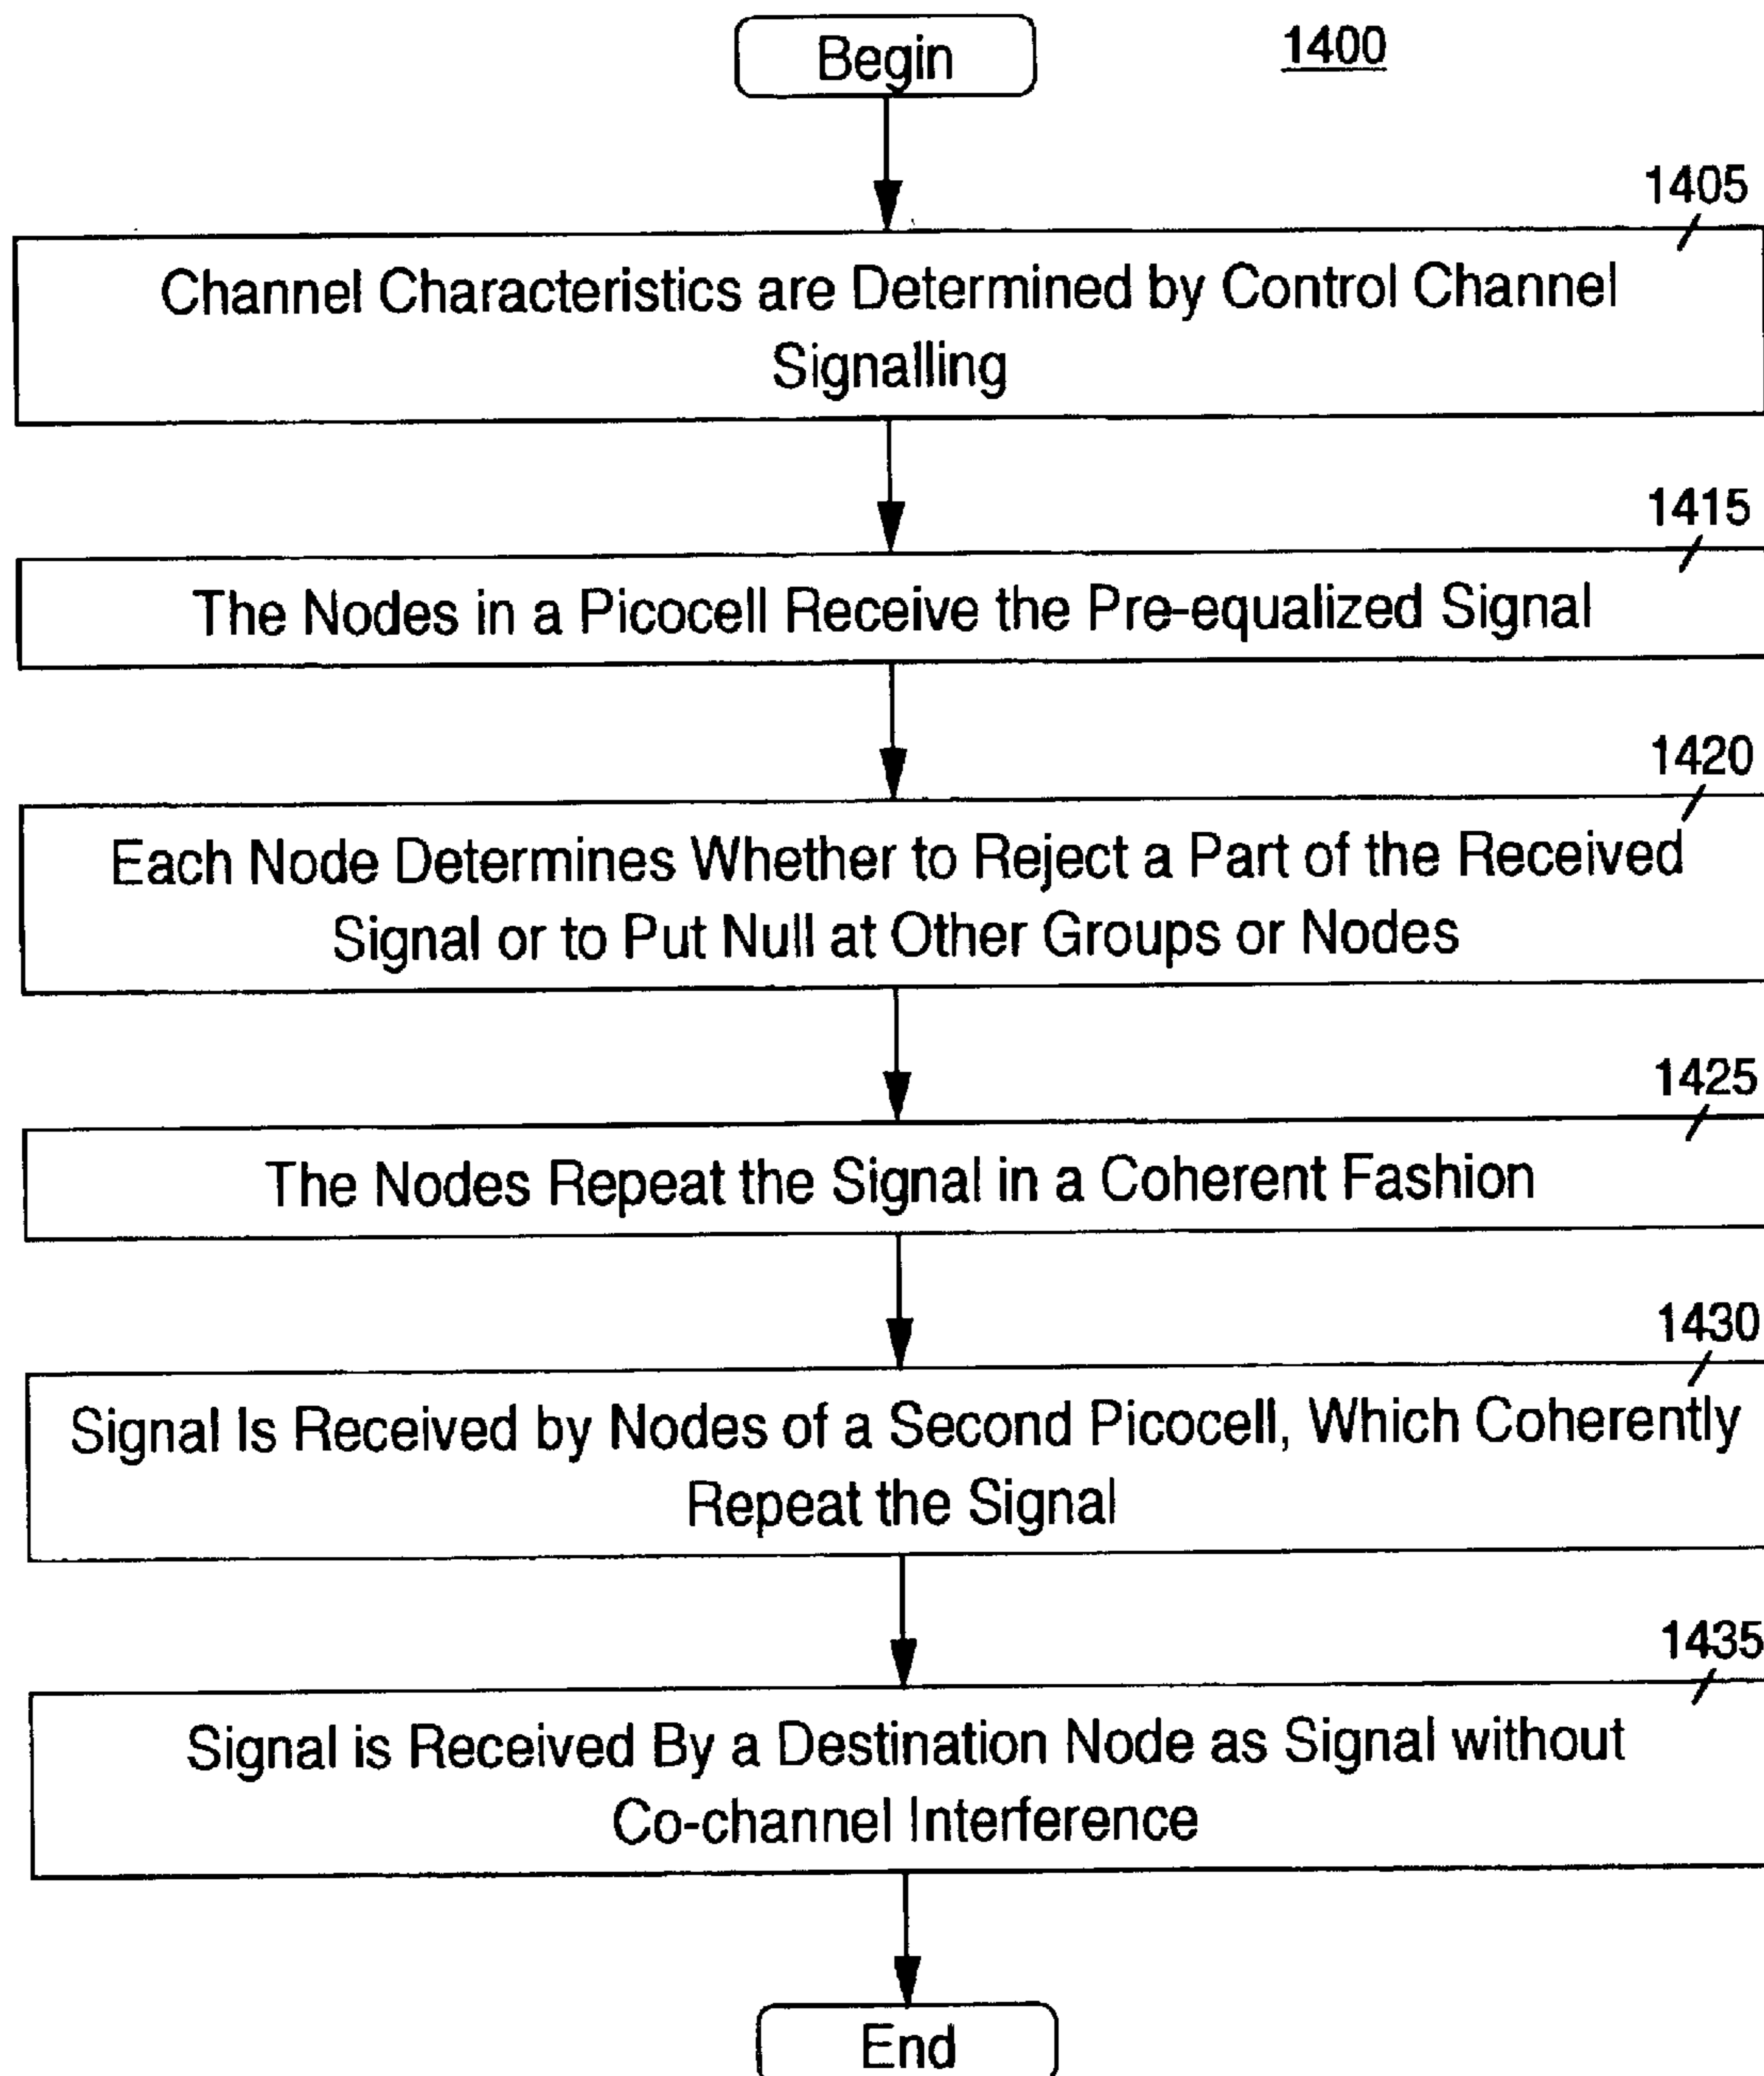 Begin
1400
1405
Channel Characteristics are Determined by Control Channel
Signalling
1415
The Nodes in a Picocell Receive the Pre-equalized Signal
1420
Each Node Determines Whether to Reject a Part of the Received
Signal or to Put Null at Other Groups or Nodes
1425
The Nodes Repeat the Signal in a Coherent Fashion
1430
Signal Is Received by Nodes of a Second Picocell, Which Coherently
Repeat the Signal
1435
Signal is Received By a Destination Node as Signal without
Co-channel Interference
End